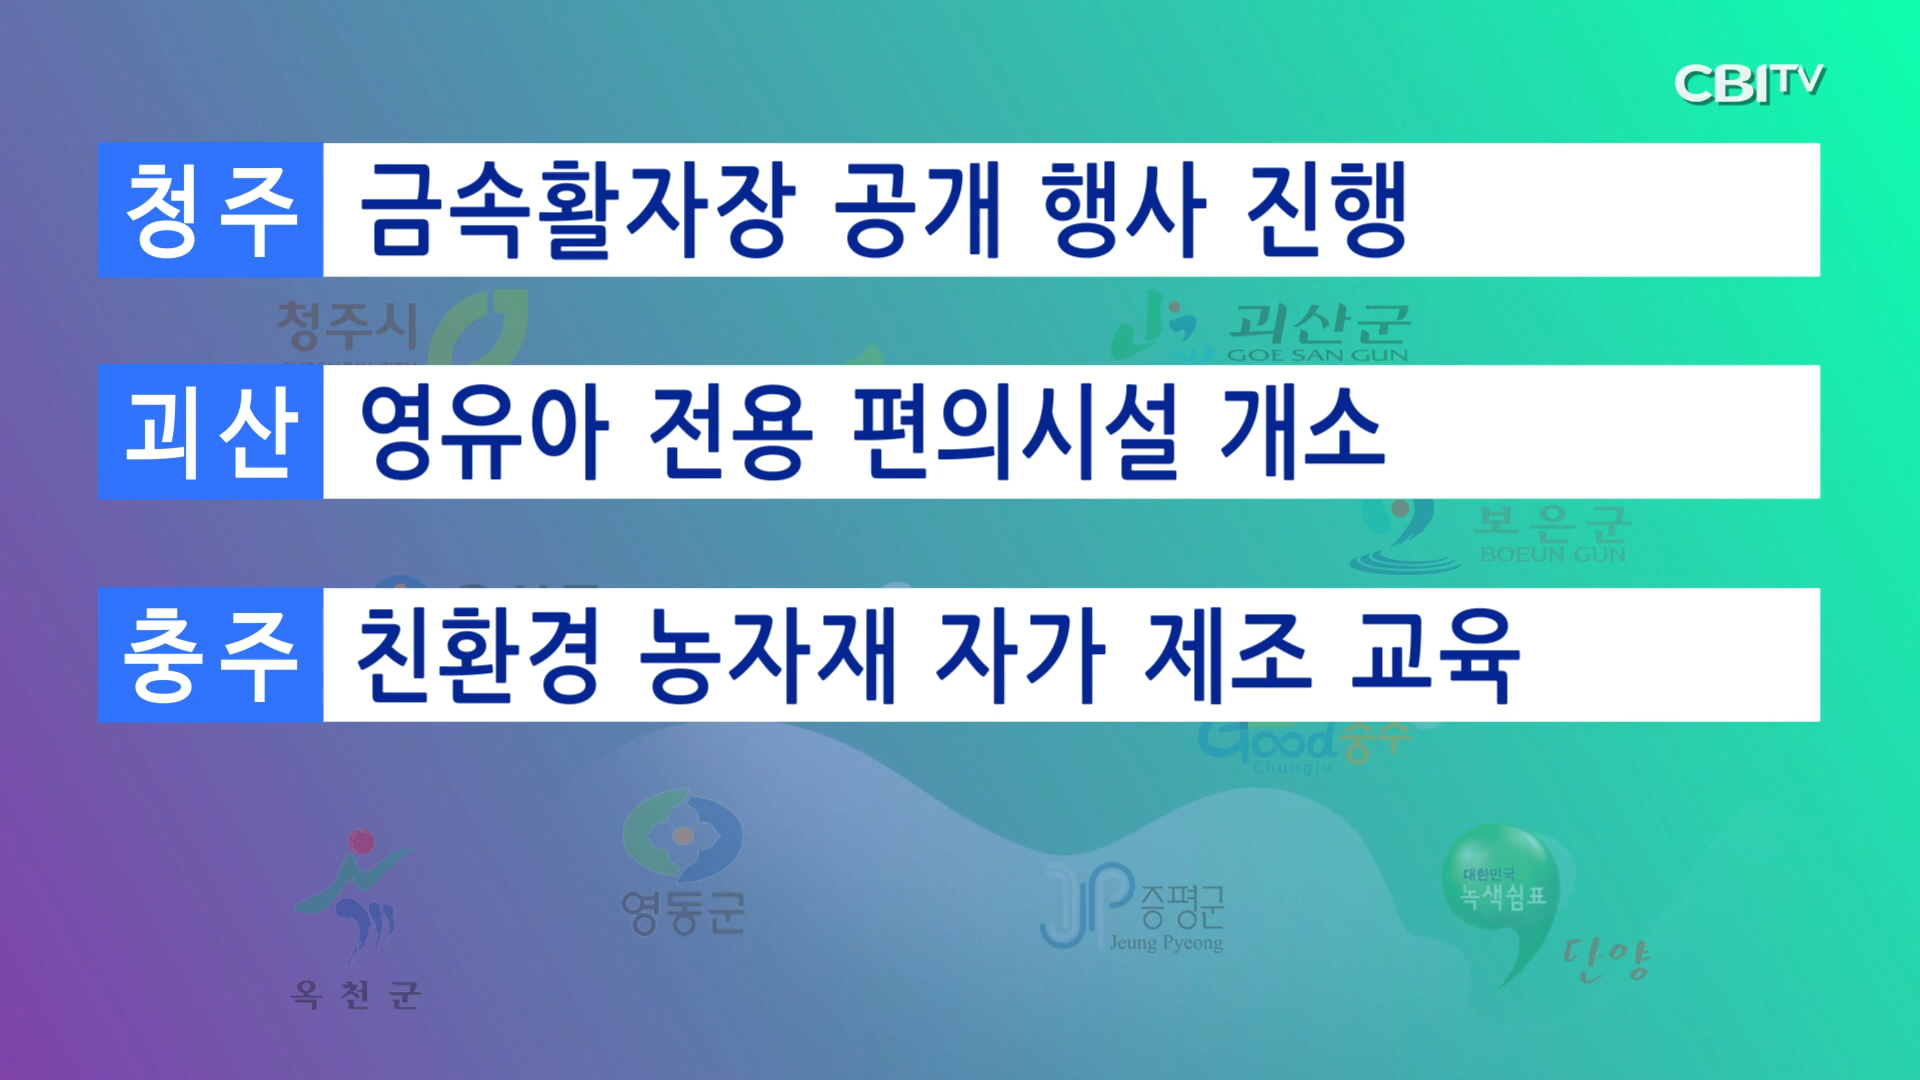 CBITV
청주 금속활자장 공개 행사 진행
청주시
괴산군
GOE SAN GUN
괴산 영유아 전용 편의시설 개소
보은군
BOEUN GUN
충주 친환경 농자재 자가 제조 교육
Good충주
Chungju
영동군
증평군
Jeung Pyeong
대한민국
녹색쉼표
단양
옥천군